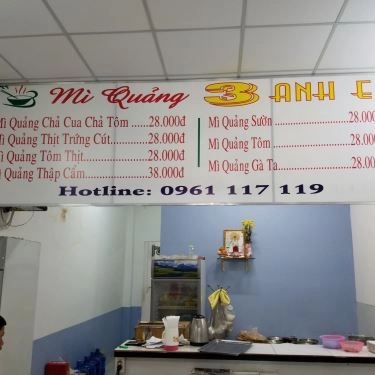 Mì Quảng 3 ANH E
Mì Quảng Chả Cua Chả Tôm.....28.000đ
Mì Quảng Thịt Trứng Cút........28.000đ
Mì Quảng Tôm Thịt................28.000đ
Mì Quảng Thập Cẩm..............38.000đ
Mì Quảng Sườn....................28.000
Mì Quảng Tôm.....................28.000
Mì Quảng Gà Ta....................28.000
Hotline: 0961 117 119